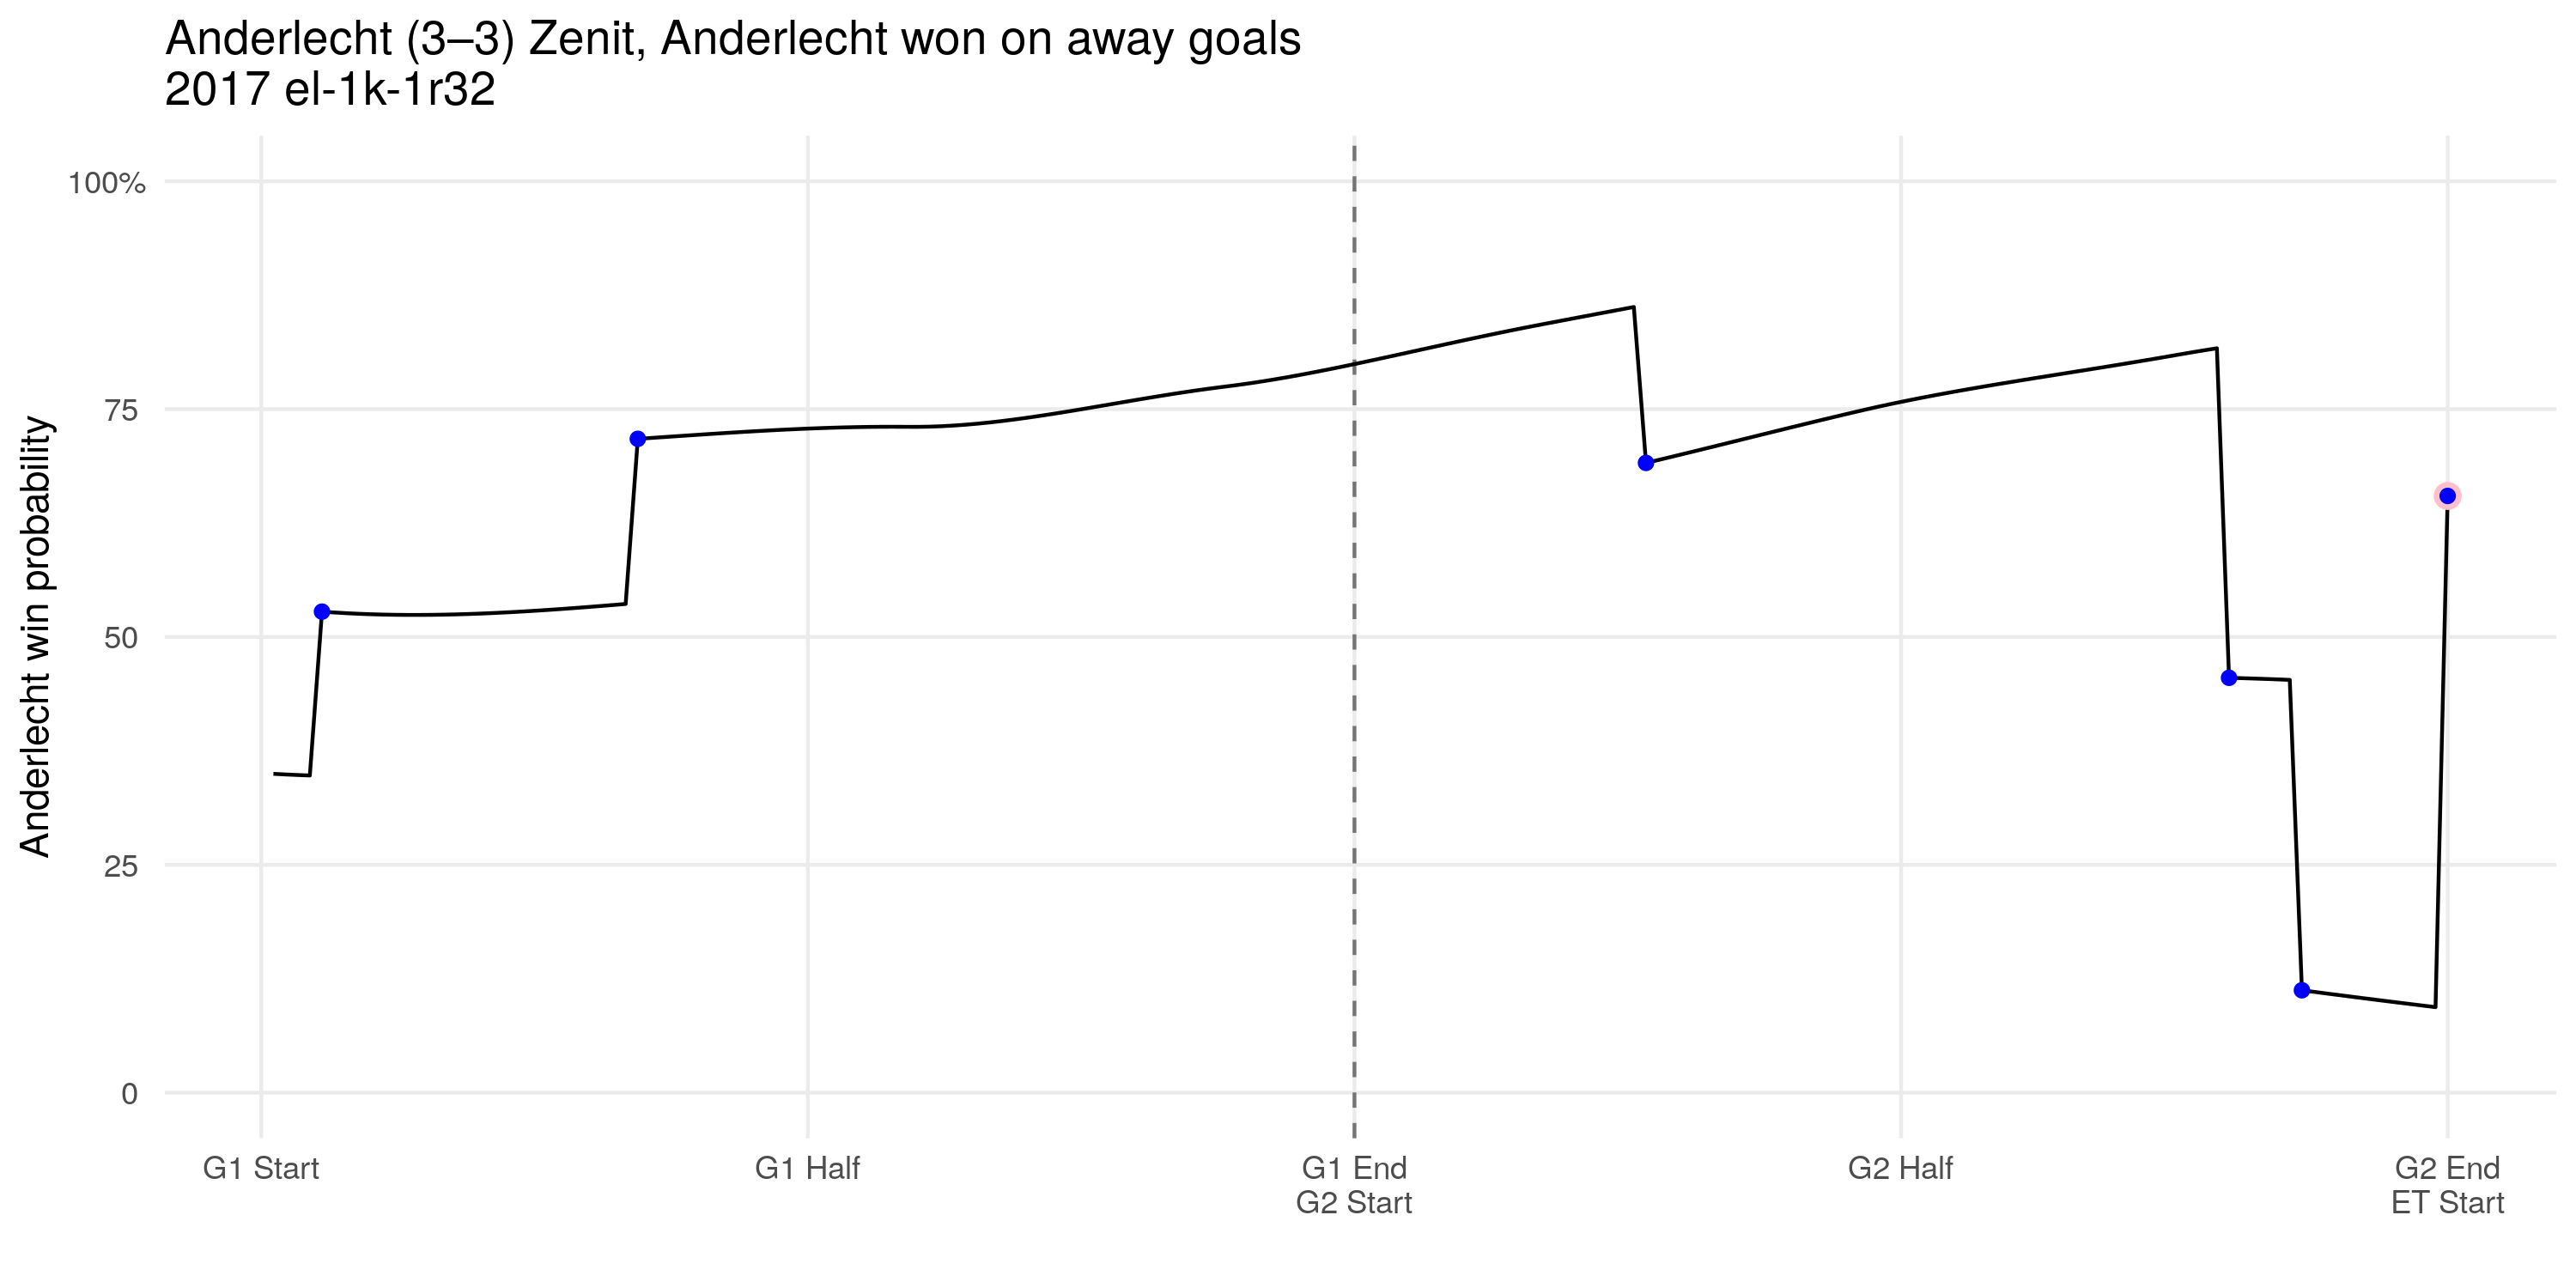 Anderlecht (3–3) Zenit, Anderlecht won on away goals
2017 el-1k-1r32
Anderlecht win probability
100%
75
50
25
0
G1 Start
G1 Half
G1 End
G2 Start
G2 Half
G2 End
ET Start